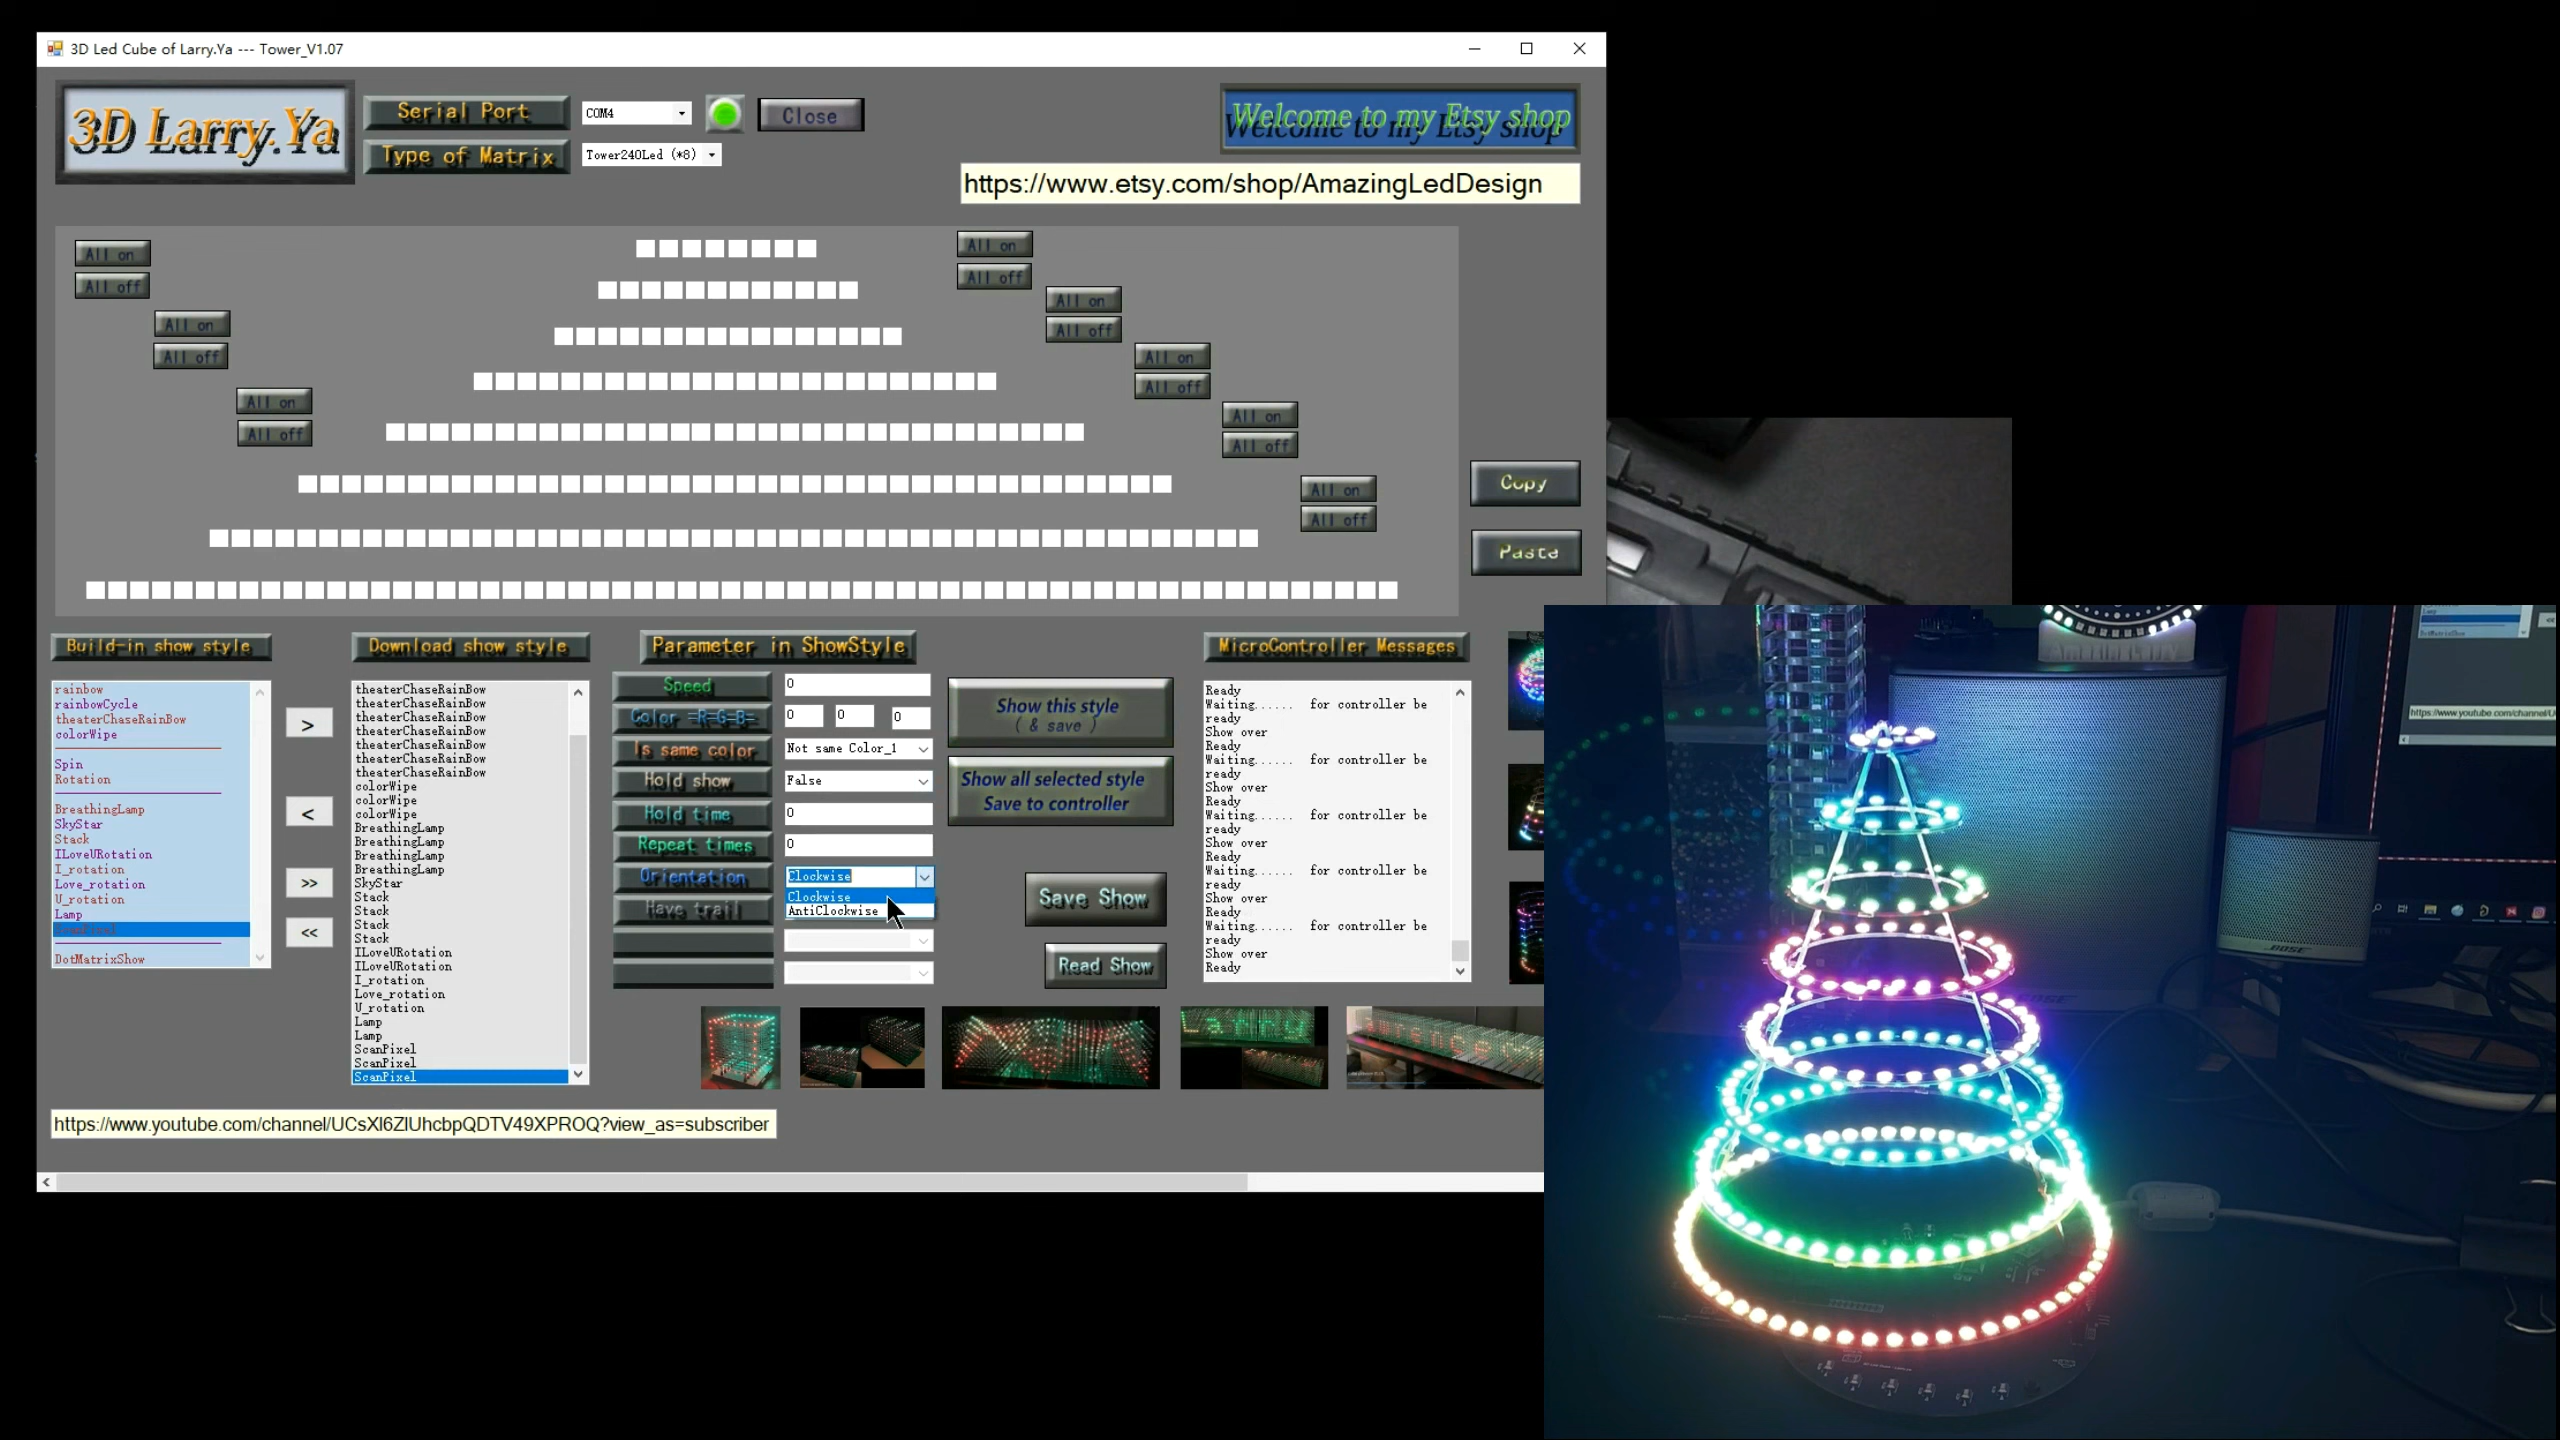 3D Led Cube of Larry.Ya --- Tower_V1.07
3D Larry.Ya
Serial Port
COM4
Close
Type of Matrix
Tower240Led (*8)
Welcome to my Etsy shop
https://www.etsy.com/shop/AmazingLedDesign
All on
All off
All on
All off
All on
All off
All on
All off
All on
All off
All on
All off
All on
All off
All on
All off
Copy
Paste
Build-in show style
rainbow
rainbowCycle
theaterChaseRainBow
colorWipe
Spin
Rotation
BreathingLamp
SkyStar
Stack
ILoveURotation
I_rotation
Love_rotation
U_rotation
Lamp
ScanPixel
DotMatrixShow
>
<
>>
<<
Download show style
theaterChaseRainBow
theaterChaseRainBow
theaterChaseRainBow
theaterChaseRainBow
theaterChaseRainBow
theaterChaseRainBow
theaterChaseRainBow
colorWipe
colorWipe
colorWipe
BreathingLamp
BreathingLamp
BreathingLamp
BreathingLamp
SkyStar
Stack
Stack
Stack
Stack
ILoveURotation
ILoveURotation
I_rotation
Love_rotation
U_rotation
Lamp
Lamp
ScanPixel
ScanPixel
ScanPixel
Parameter in ShowStyle
Speed
0
Color =R=G=B=
0
0
0
Is same color
Not same Color_1
Hold show
False
Hold time
0
Repeat times
0
Orientation
Clockwise
Clockwise
AntiClockwise
Have trail
Show this style
( & save )
Show all selected style
Save to controller
Save Show
Read Show
MicroController Messages
Ready
Waiting...... for controller be
ready
Show over
Ready
Waiting...... for controller be
ready
Show over
Ready
Waiting...... for controller be
ready
Show over
Ready
Waiting...... for controller be
ready
Show over
Ready
Waiting...... for controller be
ready
Show over
Ready
https://www.youtube.com/channel/UCsXl6ZlUhcbpQDTV49XPROQ?view_as=subscriber
DotMatrixShow
https://www.youtube.com/channel/U
BOSE
BOSE